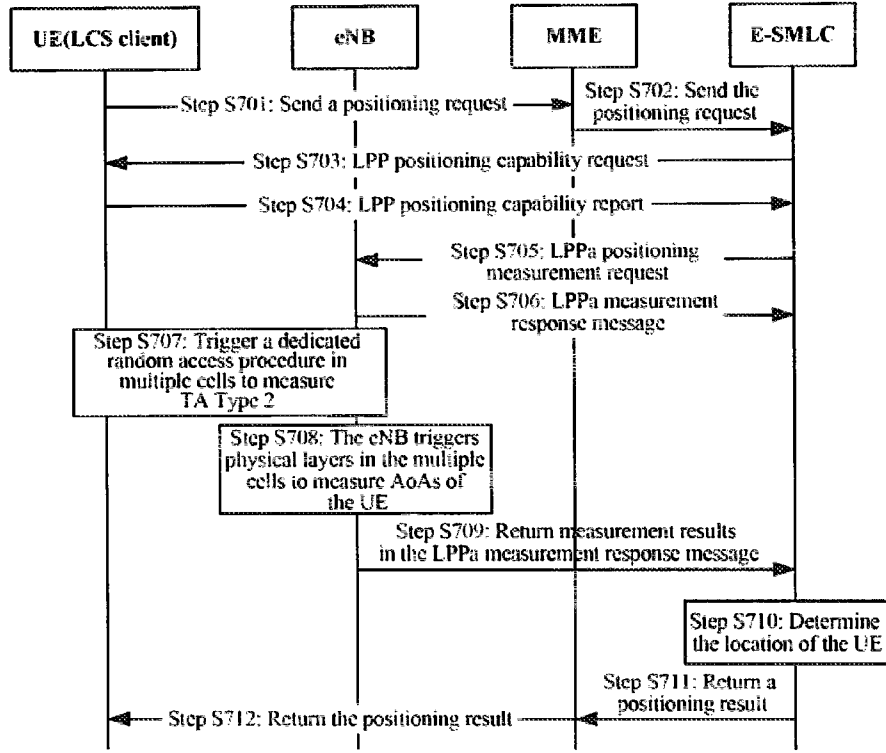 UE(LCS client)
eNB
MME
E-SMLC
Step S701: Send a positioning request
Step S702: Send the
positioning request
Step S703: LPP positioning capability request
Step S704: LPP positioning capability report
Step S705: LPPa positioning
measurement request
Step S706: LPPa measurement
response message
Step S707: Trigger a dedicated
random access procedure in
multiple cells to measure
TA Type 2
Step S708: The eNB triggers
physical layers in the multiple
cells to measure AoAs of
the UE
Step S709: Return measurement results
in the LPPa measurement response message
Step S710: Determine
the location of the UE
Step S711: Return a
positioning result
Step S712: Return the positioning result